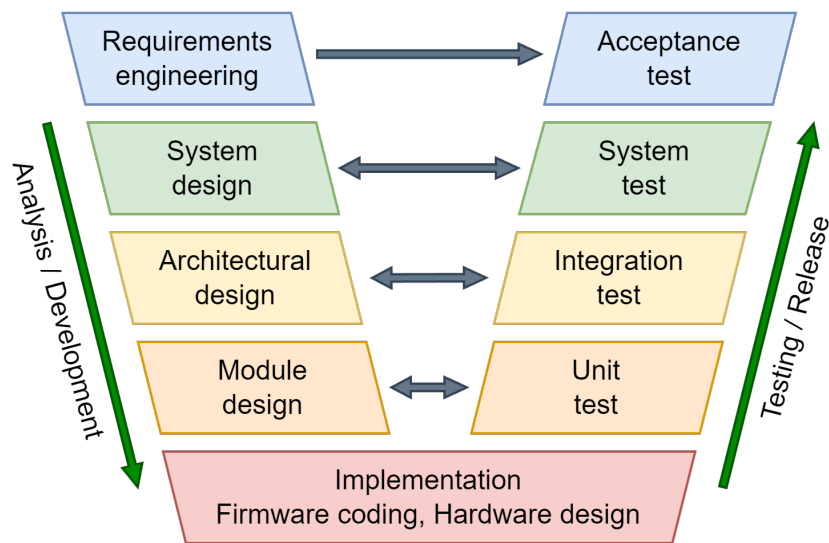 Requirements
engineering
Acceptance
test
System
design
System
test
Architectural
design
Integration
test
Module
design
Unit
test
Implementation
Firmware coding, Hardware design
Analysis / Development
Testing / Release